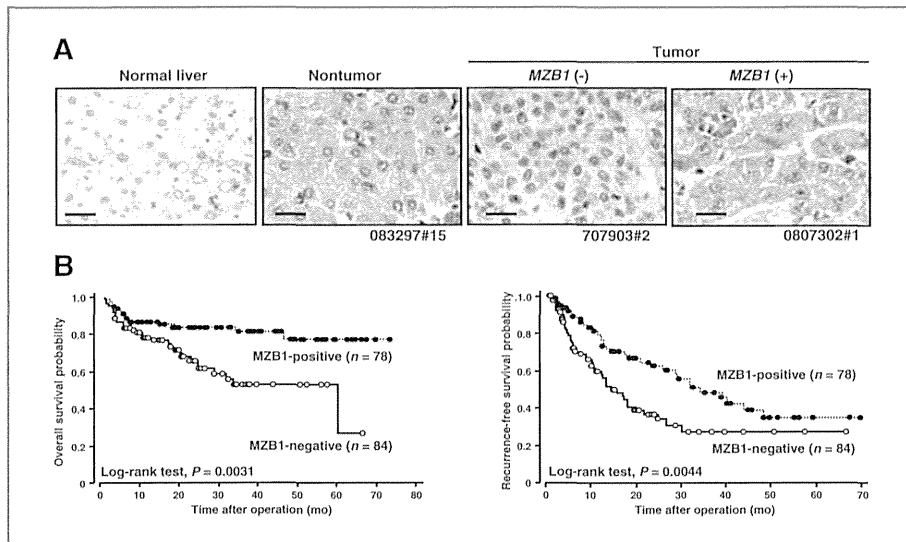 A
Tumor
Normal liver
Nontumor
MZB1 (-)
MZB1 (+)
083297#15
707903#2
0807302#1
B
Overall survival probability
1.0
0.8
0.6
0.4
0.2
0
MZB1-positive (n = 78)
MZB1-negative (n = 84)
Log-rank test, P = 0.0031
0 10 20 30 40 50 60 70 80
Time after operation (mo)
Recurrence-free survival probability
1.0
0.8
0.6
0.4
0.2
0
MZB1-positive (n = 78)
MZB1-negative (n = 84)
Log-rank test, P = 0.0044
0 10 20 30 40 50 60 70
Time after operation (mo)